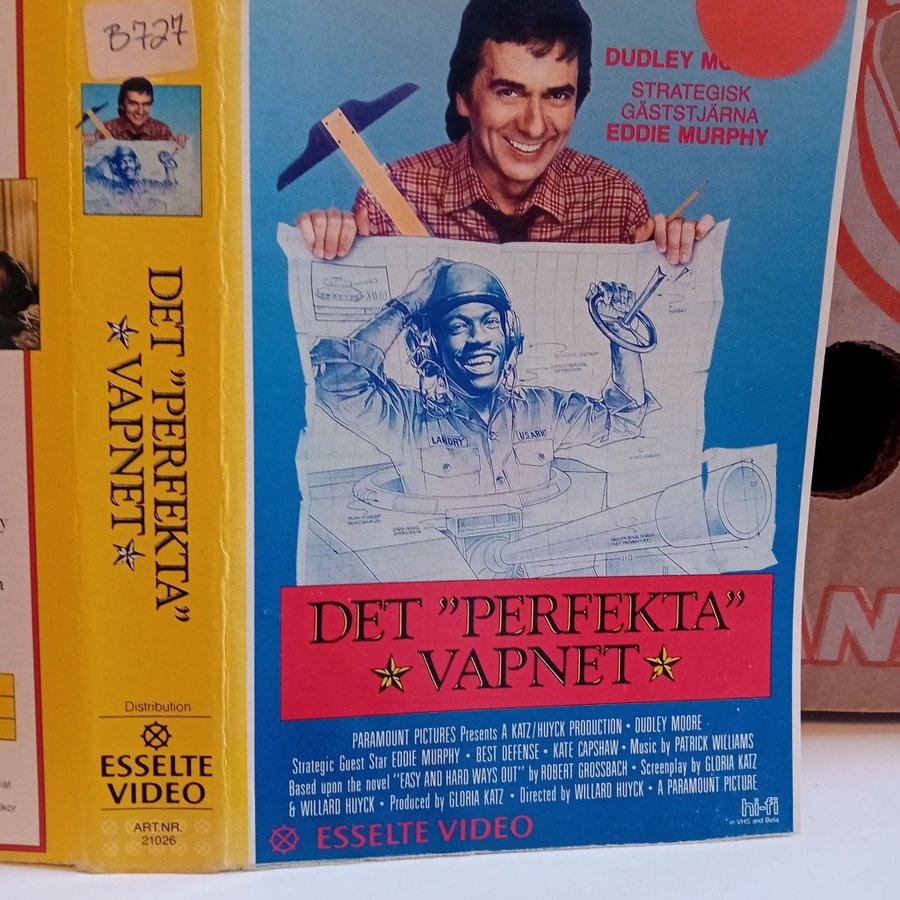 B727
DET "PERFEKTA"
VAPNET
Distribution
ESSELTE
VIDEO
ART.NR.
21026
DUDLEY
STRATEGISK
GÄSTSTJÄRNA
EDDIE MURPHY
LANDRY
U.S. ARMY
DET "PERFEKTA"
VAPNET
PARAMOUNT PICTURES Presents A KATZ/HUYCK PRODUCTION • DUDLEY MOORE
Strategic Guest Star EDDIE MURPHY • BEST DEFENSE • KATE CAPSHAW • Music by PATRICK WILLIAMS
Based upon the novel "EASY AND HARD WAYS OUT" by ROBERT GROSSBACH • Screenplay by GLORIA KATZ
& WILLARD HUYCK • Produced by GLORIA KATZ • Directed by WILLARD HUYCK • A PARAMOUNT PICTURE
hi-fi
in VHS and Beta
ESSELTE VIDEO
AN